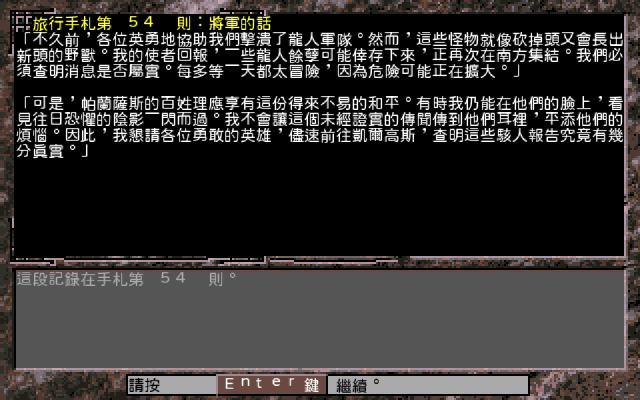 「旅行手札第　５４　則：將軍的話
「不久前，各位英勇地協助我們擊潰了龍人軍隊。然而，這些怪物就像砍掉頭又會長出
新頭的野獸。我的使者回報，一些龍人餘孽可能倖存下來，正再次在南方集結。我們必
須查明消息是否屬實。每多等一天都太冒險，因為危險可能正在擴大。」
「可是，帕蘭薩斯的百姓理應享有這份得來不易的和平。有時我仍能在他們的臉上，看
見往日恐懼的陰影一閃而過。我不會讓這個未經證實的傳聞傳到他們耳裡，平添他們的
煩惱。因此，我懇請各位勇敢的英雄，儘速前往凱爾高斯，查明這些駭人報告究竟有幾
分真實。」
這段記錄在手札第　５４　則。
請按 Enter 鍵 繼續。